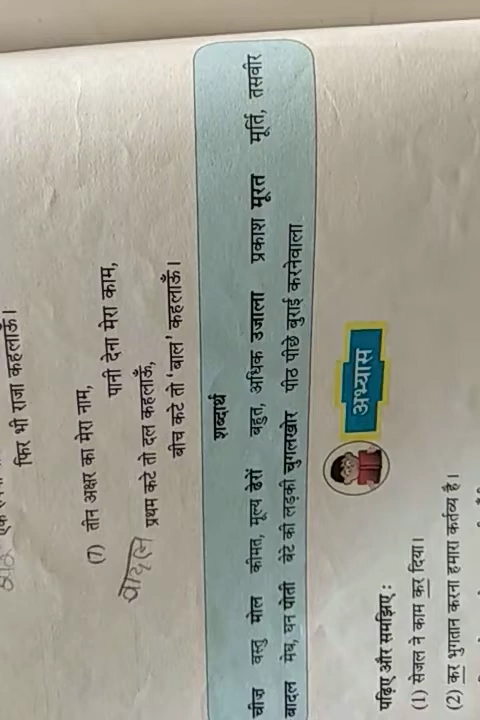 फिर भी राजा कहलाऊँ।
(7) तीन अक्षर का मेरा नाम,
पानी देना मेरा काम,
बादल प्रथम कटे तो दल कहलाऊँ,
बीच कटे तो 'बाल' कहलाऊँ।
शब्दार्थ
चीज़ वस्तु मोल कीमत, मूल्य ढेरों बहुत, अधिक उजाला प्रकाश मूरत मूर्ति, तसवीर
बादल मेघ, घन पोती बेटे की लड़की चुगलखोर पीठ पीछे बुराई करनेवाला
अभ्यास
पढ़िए और समझिए :
(1) सेजल ने काम कर दिया।
(2) कर भुगतान करना हमारा कर्तव्य है।